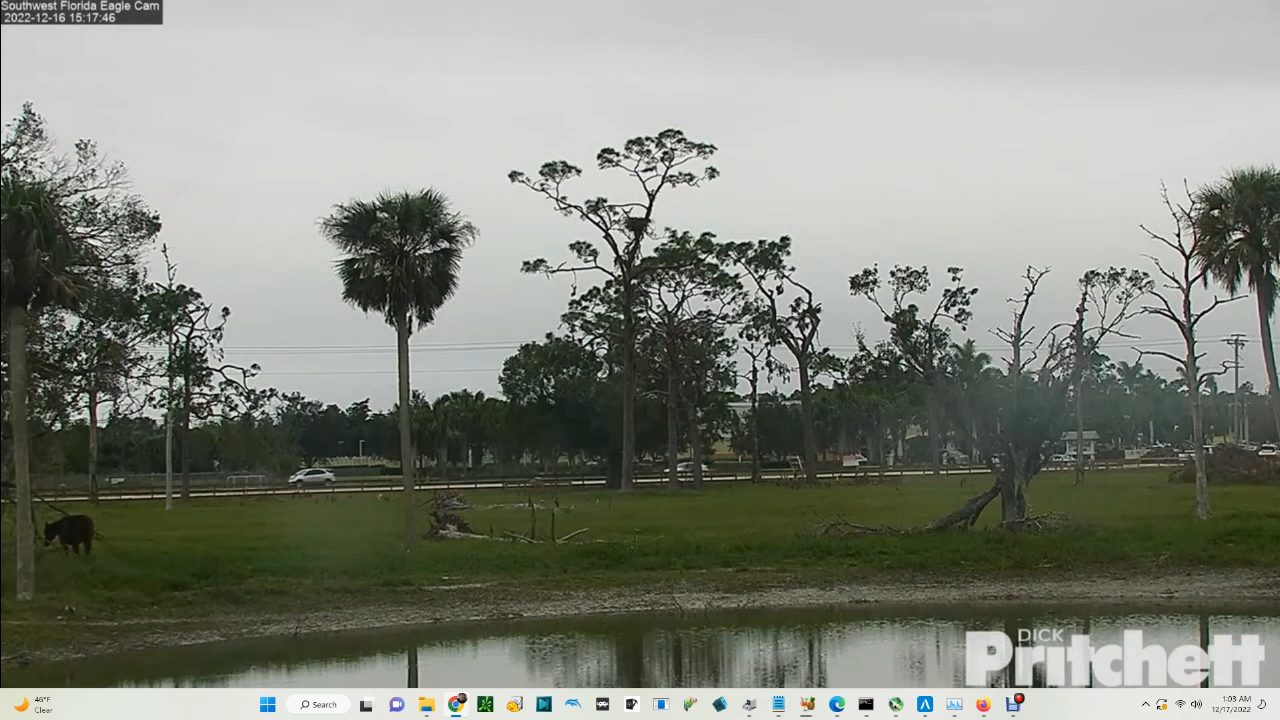 Southwest Florida Eagle Cam
2022-12-16 15:17:46
DICK
Pritchett
46°F
Clear
Search
1:03 AM
12/17/2022